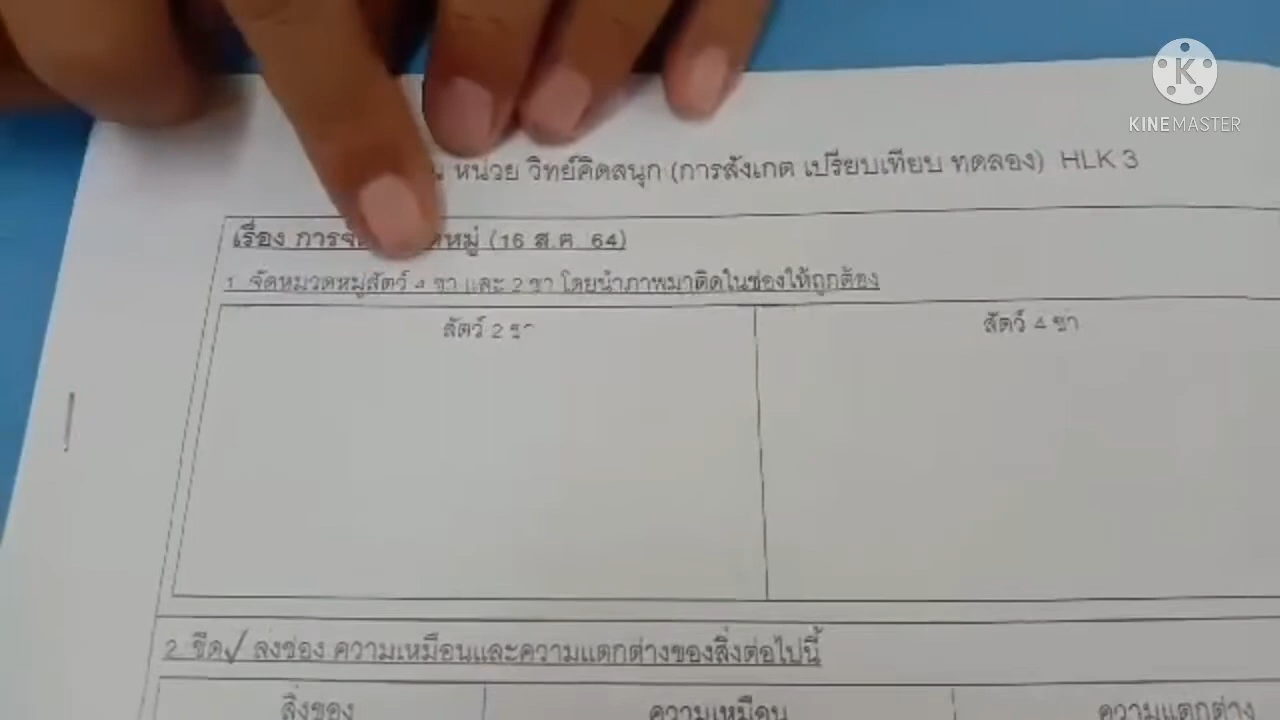 KINEMASTER
หน่วย วิทย์คิดสนุก (การสังเกต เปรียบเทียบ ทดลอง) HLK 3
เรื่อง หมู่ (16 ส.ค. 64)
1 จัดหมวดหมู่สัตว์ 4 ขา และ 2 ขา โดยนำภาพมาติดในช่องให้ถูกต้อง
สัตว์ 2 ขา
สัตว์ 4 ขา
2 ขีด✓ ลงช่อง ความเหมือนและความแตกต่างของสิ่งต่อไปนี้
สิ่งของ
ความเหมือน
ความแตกต่าง